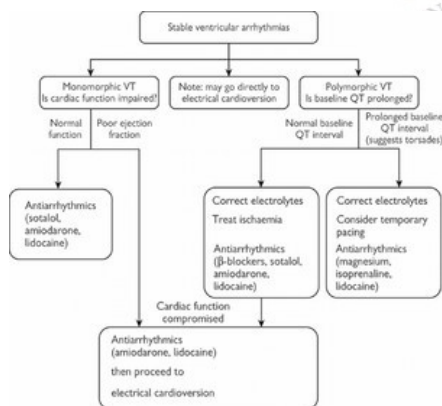 Stable ventricular arrhythmias
Monomorphic VT
Is cardiac function impaired?
Note: may go directly to
electrical cardioversion
Polymorphic VT
Is baseline QT prolonged?
Normal
function
Poor ejection
fraction
Normal baseline
QT interval
Prolonged baseline
QT interval
(suggests torsades)
Antiarrhythmics
(sotalol,
amiodarone,
lidocaine)
Correct electrolytes
Treat ischaemia
Antiarrhythmics
(β-blockers, sotalol,
amiodarone,
lidocaine)
Correct electrolytes
Consider temporary
pacing
Antiarrhythmics
(magnesium,
isoprenaline,
lidocaine)
Cardiac function
compromised
Antiarrhythmics
(amiodarone, lidocaine)
then proceed to
electrical cardioversion